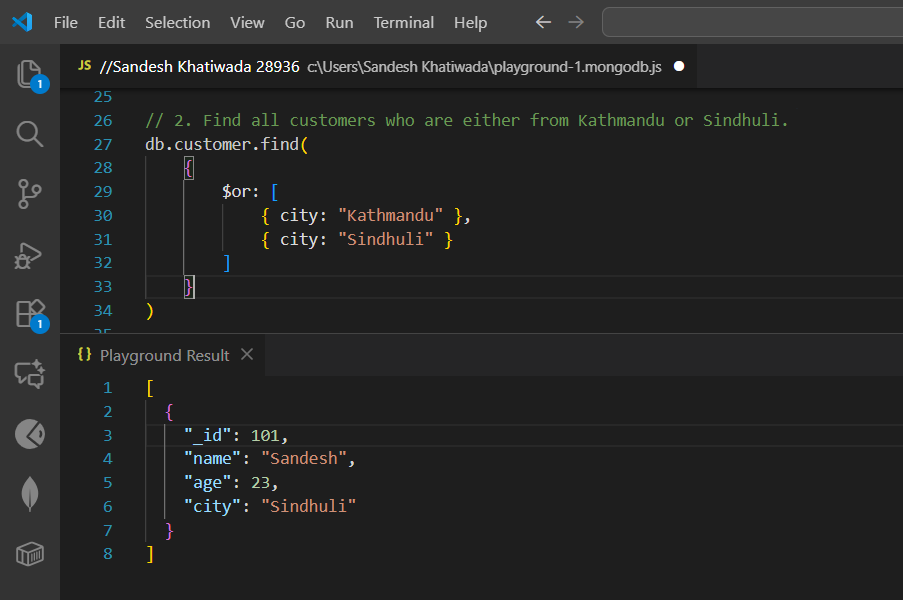 File Edit Selection View Go Run Terminal Help
JS //Sandesh Khatiwada 28936 c:\Users\Sandesh Khatiwada\playground-1.mongodb.js
25
26 // 2. Find all customers who are either from Kathmandu or Sindhuli.
27 db.customer.find(
28 {
29 $or: [
30 { city: "Kathmandu" },
31 { city: "Sindhuli" }
32 ]
33 }
34 )
35
{} Playground Result
1 [
2 {
3 "_id": 101,
4 "name": "Sandesh",
5 "age": 23,
6 "city": "Sindhuli"
7 }
8 ]
1
1